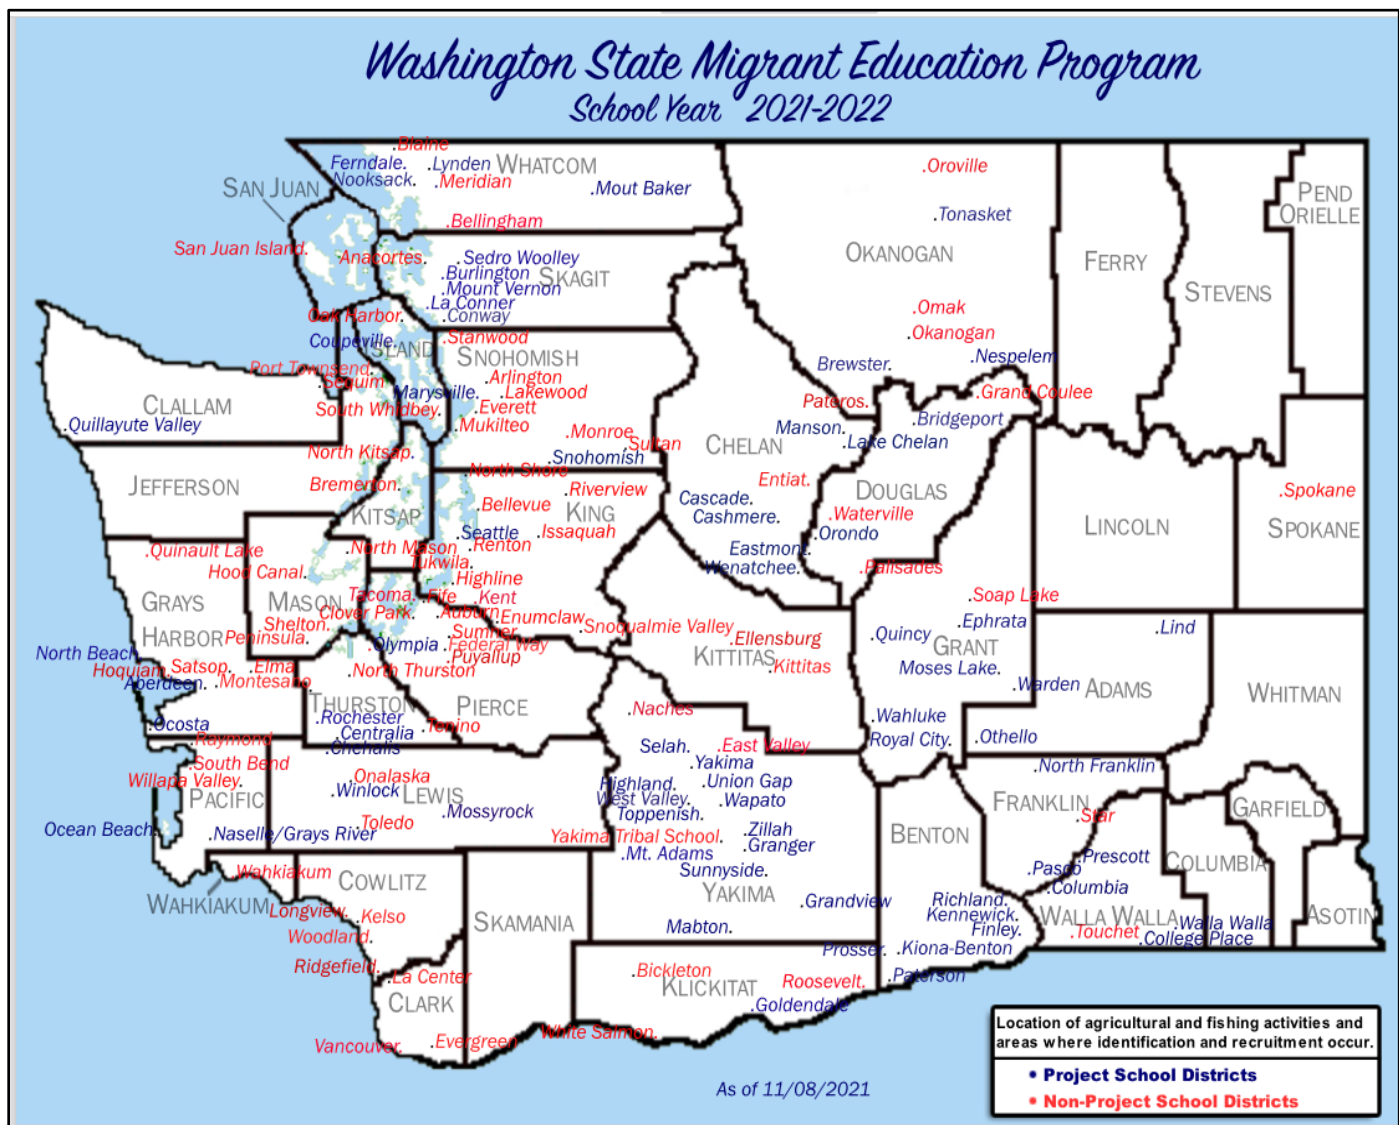 Washington State Migrant Education Program
School Year 2021-2022
.Blaine
Ferndale.
.Lynden
WHATCOM
Nooksack.
.Meridian
.Mout Baker
.Bellingham
SAN JUAN
San Juan Island.
Anacortes.
.Sedro Woolley
.Burlington
SKAGIT
.Mount Vernon
.La Conner
.Conway
Oak Harbor.
Coupeville.
ISLAND
.Stanwood
SNOHOMISH
Port Townsend.
.Sequim
.Arlington
Marysville.
.Lakewood
South Whidbey.
.Everett
.Mukilteo
.Monroe
.Sultan
.Snohomish
CLALLAM
.Quillayute Valley
JEFFERSON
North Kitsap.
Bremerton.
KITSAP
.North Shore
.Riverview
.Bellevue
KING
.Seattle
.Issaquah
.Renton
.North Mason
Tukwila.
.Highline
.Quinault Lake
Hood Canal.
GRAYS
HARBOR
MASON
Tacoma.
.Fife
.Kent
Clover Park.
.Auburn
.Enumclaw
Shelton.
Peninsula.
.Sumner
.Snoqualmie Valley
.Olympia
.Federal Way
.Puyallup
North Beach.
Hoquiam.
Satsop.
.Elma
.North Thurston
Aberdeen.
.Montesano
.Ocosta
THURSTON
PIERCE
.Rochester
.Centralia
.Tenino
.Chehalis
.Raymond
.South Bend
Willapa Valley.
PACIFIC
.Onalaska
.Winlock
LEWIS
.Mossyrock
.Toledo
Ocean Beach.
.Naselle/Grays River
.Wahkiakum
WAHKIAKUM
COWLITZ
Longview.
.Kelso
Woodland.
Ridgefield.
.La Center
CLARK
Vancouver.
.Evergreen
SKAMANIA
White Salmon.
.Oroville
.Tonasket
OKANOGAN
.Omak
.Okanogan
Brewster.
.Nespelem
Pateros.
.Grand Coulee
.Bridgeport
Manson.
.Lake Chelan
CHELAN
Entiat.
DOUGLAS
Cascade.
Cashmere.
.Waterville
.Orondo
Eastmont.
Wenatchee.
.Palisades
FERRY
STEVENS
PEND
ORIELLE
LINCOLN
.Spokane
SPOKANE
.Soap Lake
.Ephrata
.Quincy
GRANT
Moses Lake.
.Warden
.Wahluke
Royal City.
.Othello
.Lind
ADAMS
WHITMAN
.Ellensburg
KITTITAS
.Kittitas
.Naches
Selah.
.East Valley
.Yakima
Highland.
.Union Gap
West Valley.
.Wapato
Toppenish.
Yakima Tribal School.
.Zillah
.Granger
.Mt. Adams
Sunnyside.
YAKIMA
.Grandview
Mabton.
BENTON
Richland.
Kennewick.
Finley.
Prosser.
.Kiona-Benton
.Paterson
.Bickleton
KLICKITAT
Roosevelt.
.Goldendale
.North Franklin
FRANKLIN
.Star
.Prescott
.Pasco
.Columbia
WALLA WALLA
.Touchet
.Walla Walla
.College Place
COLUMBIA
GARFIELD
ASOTIN
Location of agricultural and fishing activities and
areas where identification and recruitment occur.
• Project School Districts
• Non-Project School Districts
As of 11/08/2021